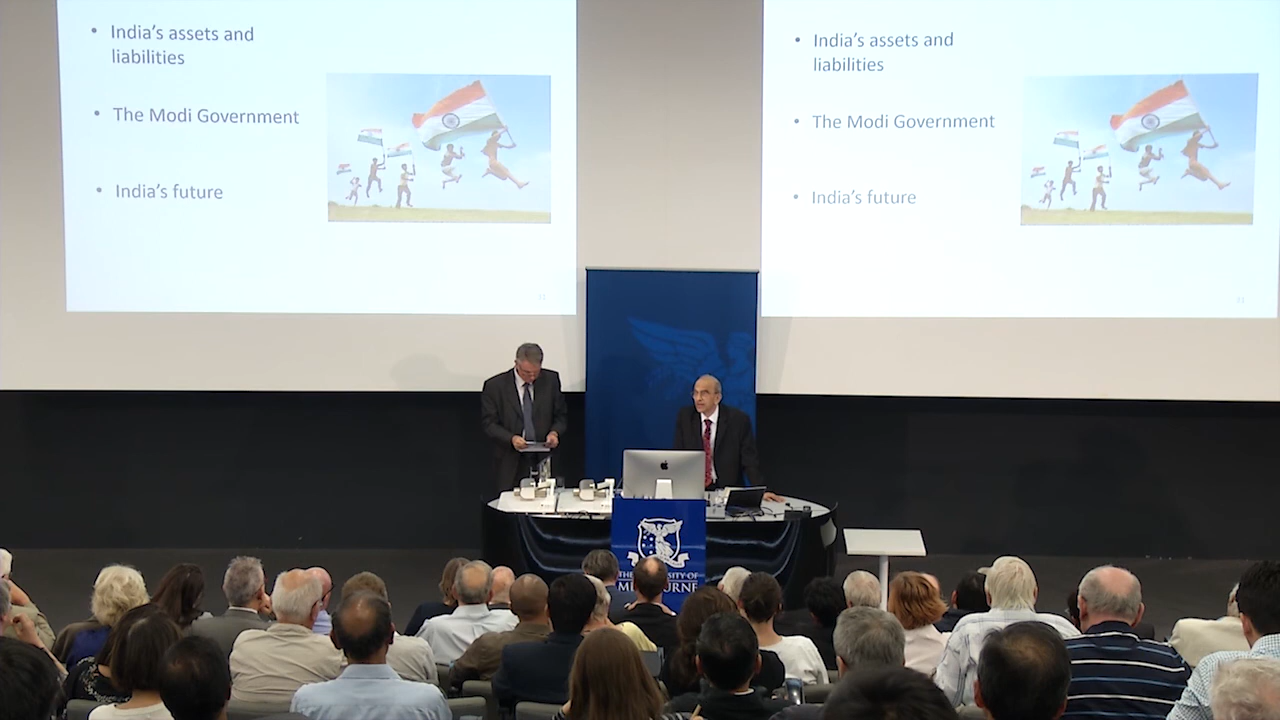 • India's assets and
liabilities
• The Modi Government
• India's future
• India's assets and
liabilities
• The Modi Government
• India's future
THE UNIVERSITY OF
MELBOURNE